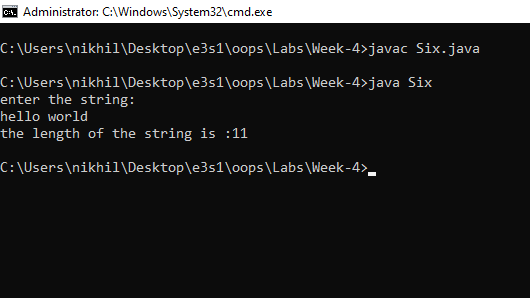 Administrator: C:\Windows\System32\cmd.exe
C:\Users\nikhil\Desktop\e3s1\oops\Labs\Week-4>javac Six.java
C:\Users\nikhil\Desktop\e3s1\oops\Labs\Week-4>java Six
enter the string:
hello world
the length of the string is :11
C:\Users\nikhil\Desktop\e3s1\oops\Labs\Week-4>